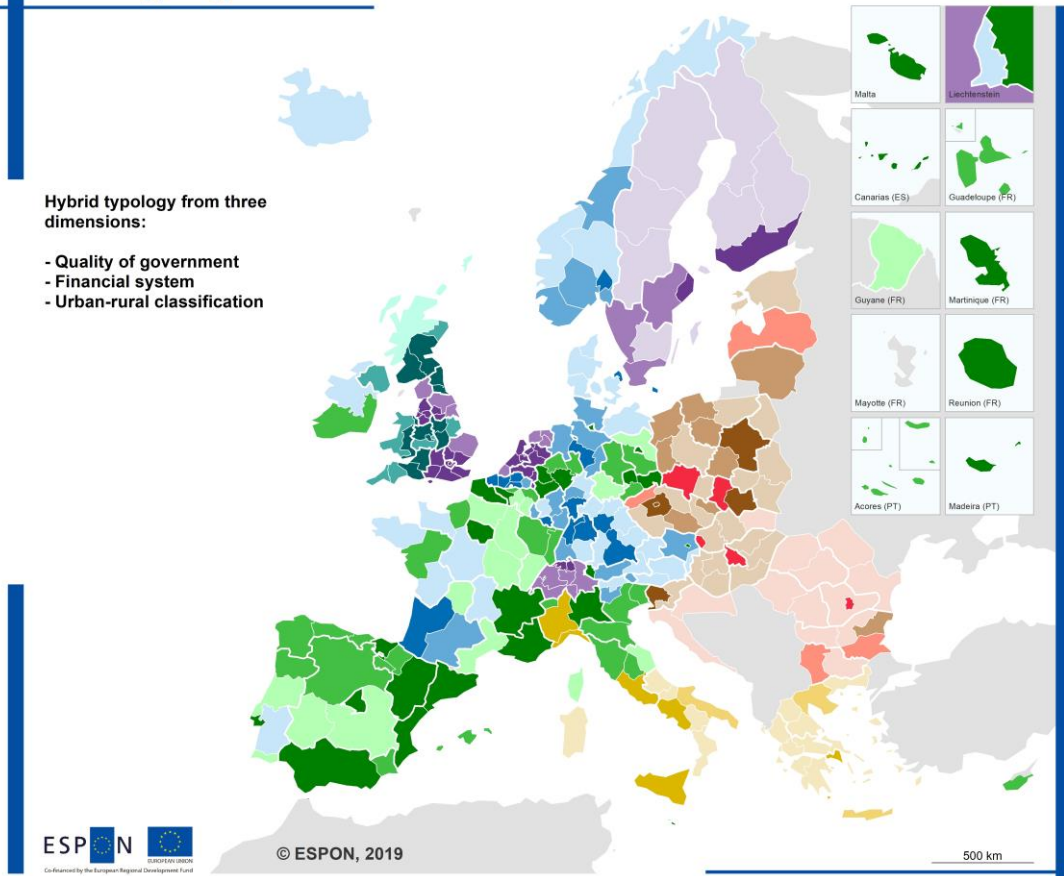 Hybrid typology from three
dimensions:
- Quality of government
- Financial system
- Urban-rural classification
Malta
Liechtenstein
Canarias (ES)
Guadeloupe (FR)
Guyane (FR)
Martinique (FR)
Mayotte (FR)
Reunion (FR)
Acores (PT)
Madeira (PT)
ESPON
EUROPEAN UNION
Co-financed by the European Regional Development Fund
© ESPON, 2019
500 km